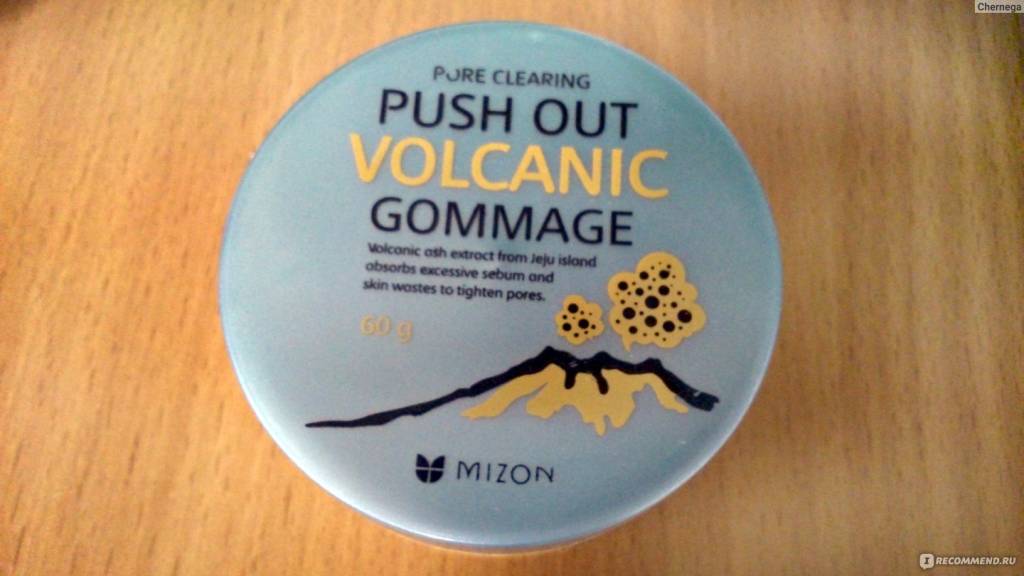 Chernega
PORE CLEARING
PUSH OUT
VOLCANIC
GOMMAGE
Volcanic ash extract from Jeju island
absorbs excessive sebum and
skin wastes to tighten pores.
60 g
MIZON
IRECOMMEND.RU